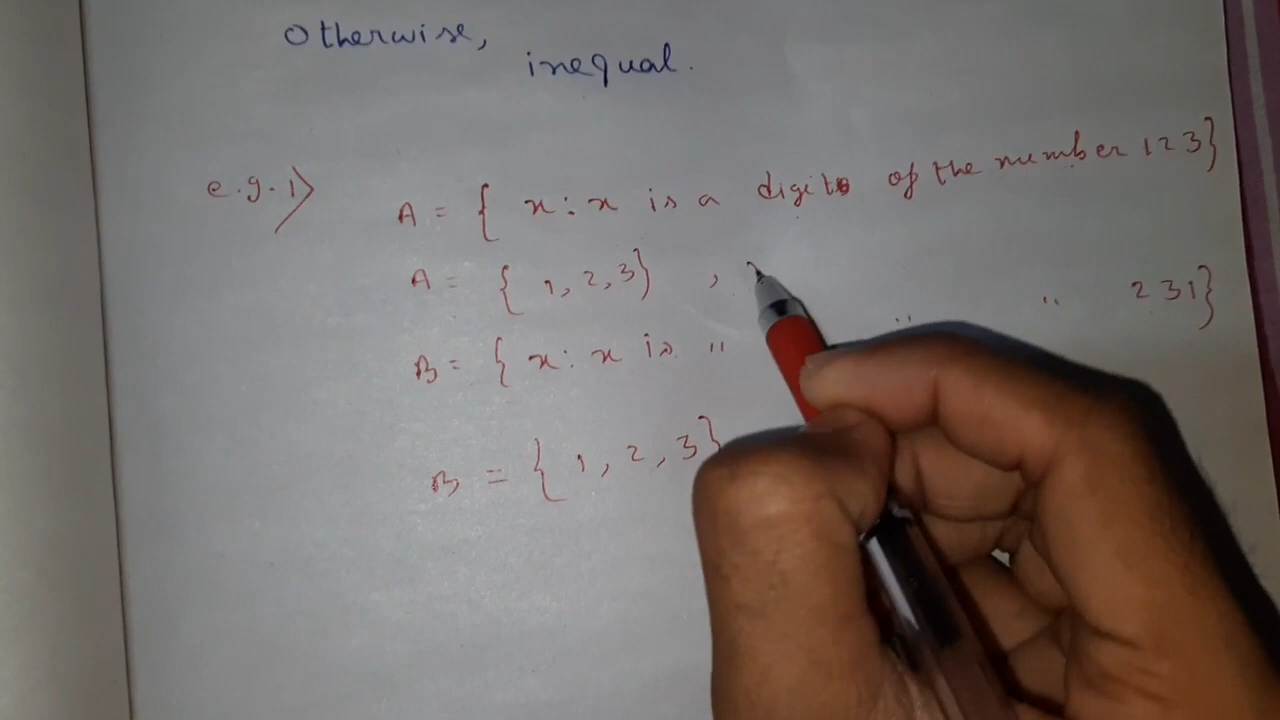 Otherwise,
inequal.
e.g. 1) A = { x : x is a digits of the number 123}
A = { 1, 2, 3} ,
B = { x : x is " " " 231}
B = { 1, 2, 3}